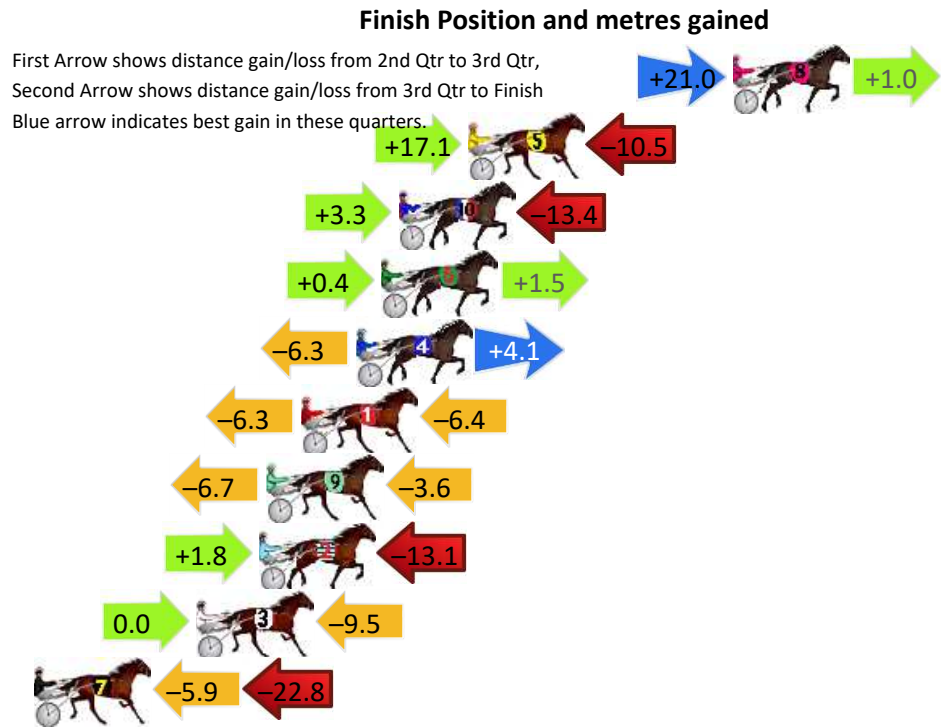 Finish Position and metres gained
First Arrow shows distance gain/loss from 2nd Qtr to 3rd Qtr,
Second Arrow shows distance gain/loss from 3rd Qtr to Finish
Blue arrow indicates best gain in these quarters.
+21.0 8 +1.0
+17.1 5 –10.5
+3.3 10 –13.4
+0.4 6 +1.5
–6.3 4 +4.1
–6.3 1 –6.4
–6.7 9 –3.6
+1.8 2 –13.1
0.0 3 –9.5
7 –5.9 –22.8